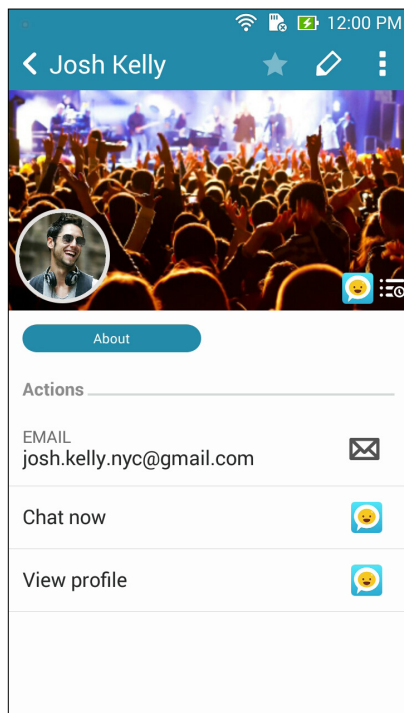 12:00 PM
Josh Kelly
About
Actions
EMAIL
josh.kelly.nyc@gmail.com
Chat now
View profile